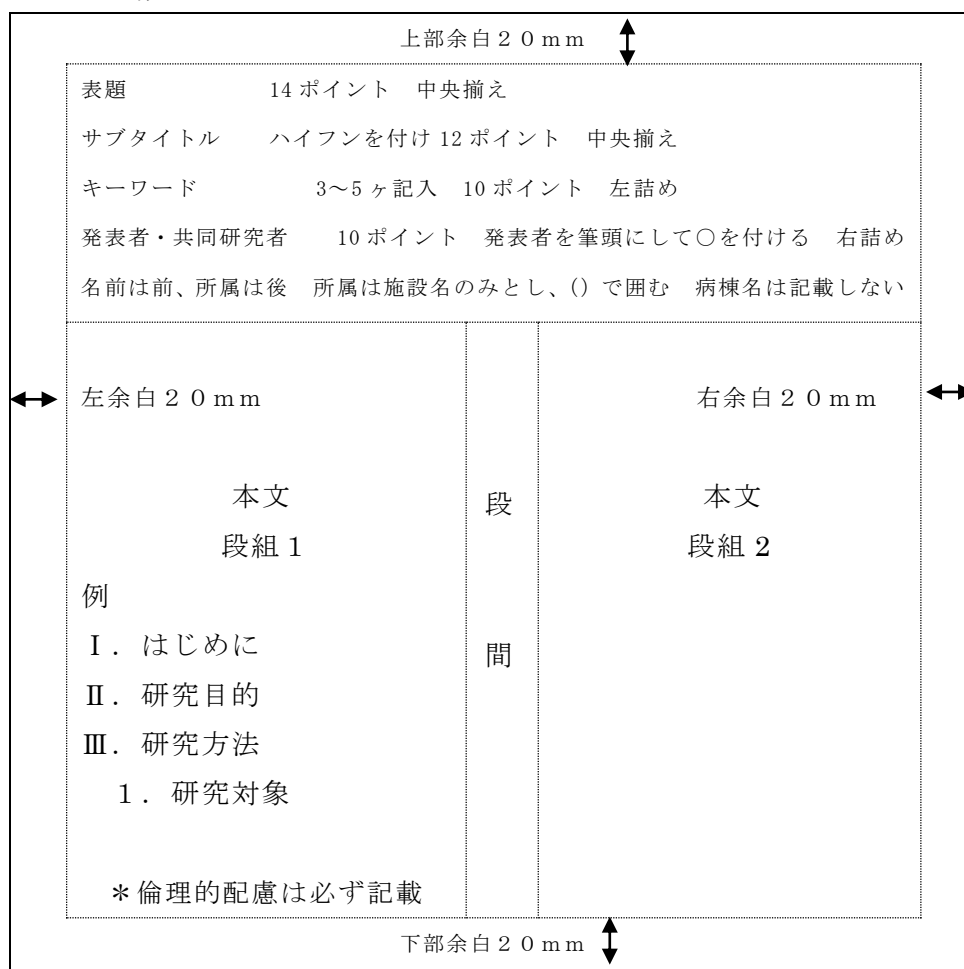 上部余白２０ｍｍ
表題　14ポイント　中央揃え
サブタイトル　ハイフンを付け12ポイント　中央揃え
キーワード　3～5ヶ記入　10ポイント　左詰め
発表者・共同研究者　10ポイント　発表者を筆頭にして○を付ける　右詰め
名前は前、所属は後　所属は施設名のみとし、（）で囲む　病棟名は記載しない
左余白２０ｍｍ
本文
段組1
例
Ⅰ．はじめに
Ⅱ．研究目的
Ⅲ．研究方法
１．研究対象
＊倫理的配慮は必ず記載
段
間
右余白２０ｍｍ
本文
段組2
下部余白２０ｍｍ